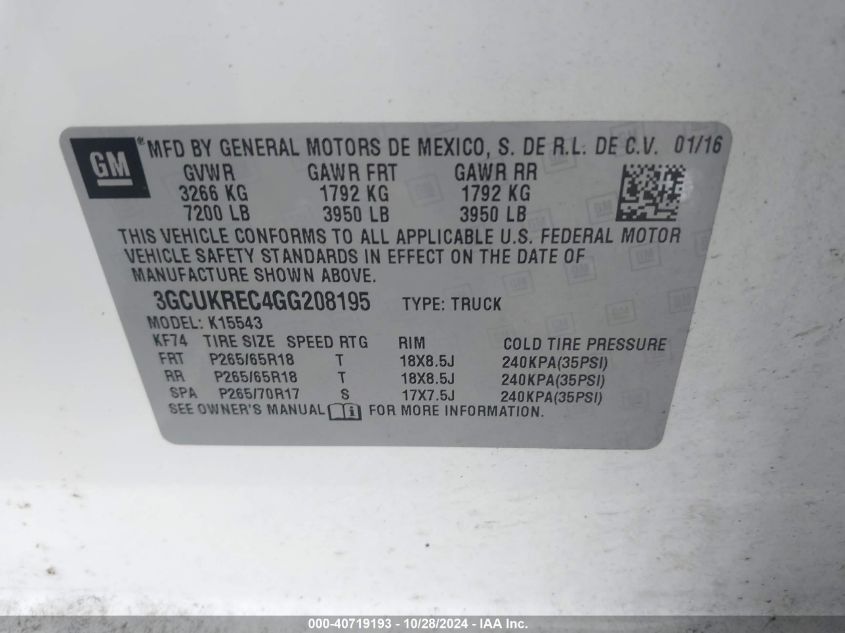 GM® MFD BY GENERAL MOTORS DE MEXICO, S. DE R.L. DE C.V. 01/16
GVWR GAWR FRT GAWR RR
3266 KG 1792 KG 1792 KG
7200 LB 3950 LB 3950 LB
THIS VEHICLE CONFORMS TO ALL APPLICABLE U.S. FEDERAL MOTOR
VEHICLE SAFETY STANDARDS IN EFFECT ON THE DATE OF
MANUFACTURE SHOWN ABOVE.
3GCUKREC4GG208195 TYPE: TRUCK
MODEL: K15543
KF74 TIRE SIZE SPEED RTG RIM COLD TIRE PRESSURE
FRT P265/65R18 T 18X8.5J 240KPA(35PSI)
RR P265/65R18 T 18X8.5J 240KPA(35PSI)
SPA P265/70R17 S 17X7.5J 240KPA(35PSI)
SEE OWNER'S MANUAL FOR MORE INFORMATION.
000-40719193 - 10/28/2024 - IAA Inc.